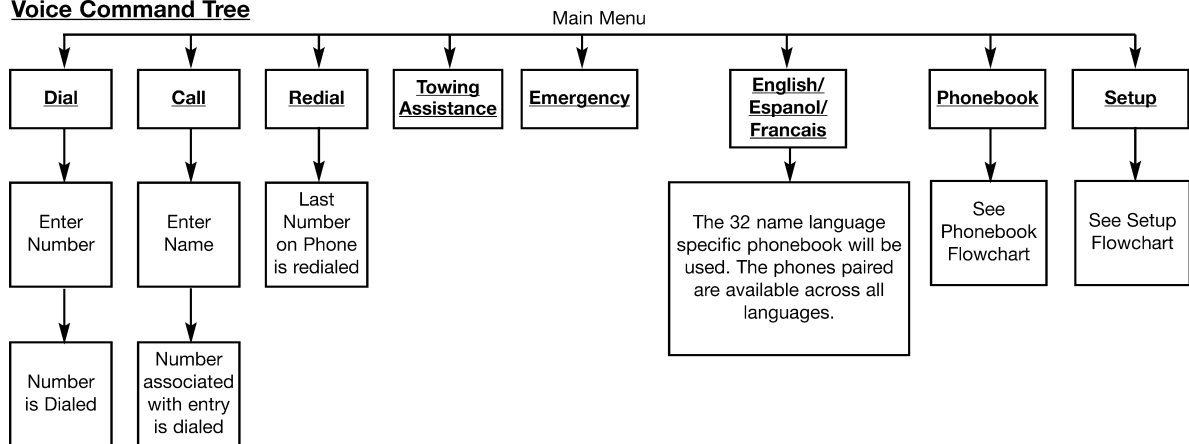 Voice Command Tree
Main Menu
Dial
Call
Redial
Towing
Assistance
Emergency
English/
Espanol/
Francais
Phonebook
Setup
Enter
Number
Enter
Name
Last
Number
on Phone
is redialed
The 32 name language
specific phonebook will be
used. The phones paired
are available across all
languages.
See
Phonebook
Flowchart
See Setup
Flowchart
Number
is Dialed
Number
associated
with entry
is dialed